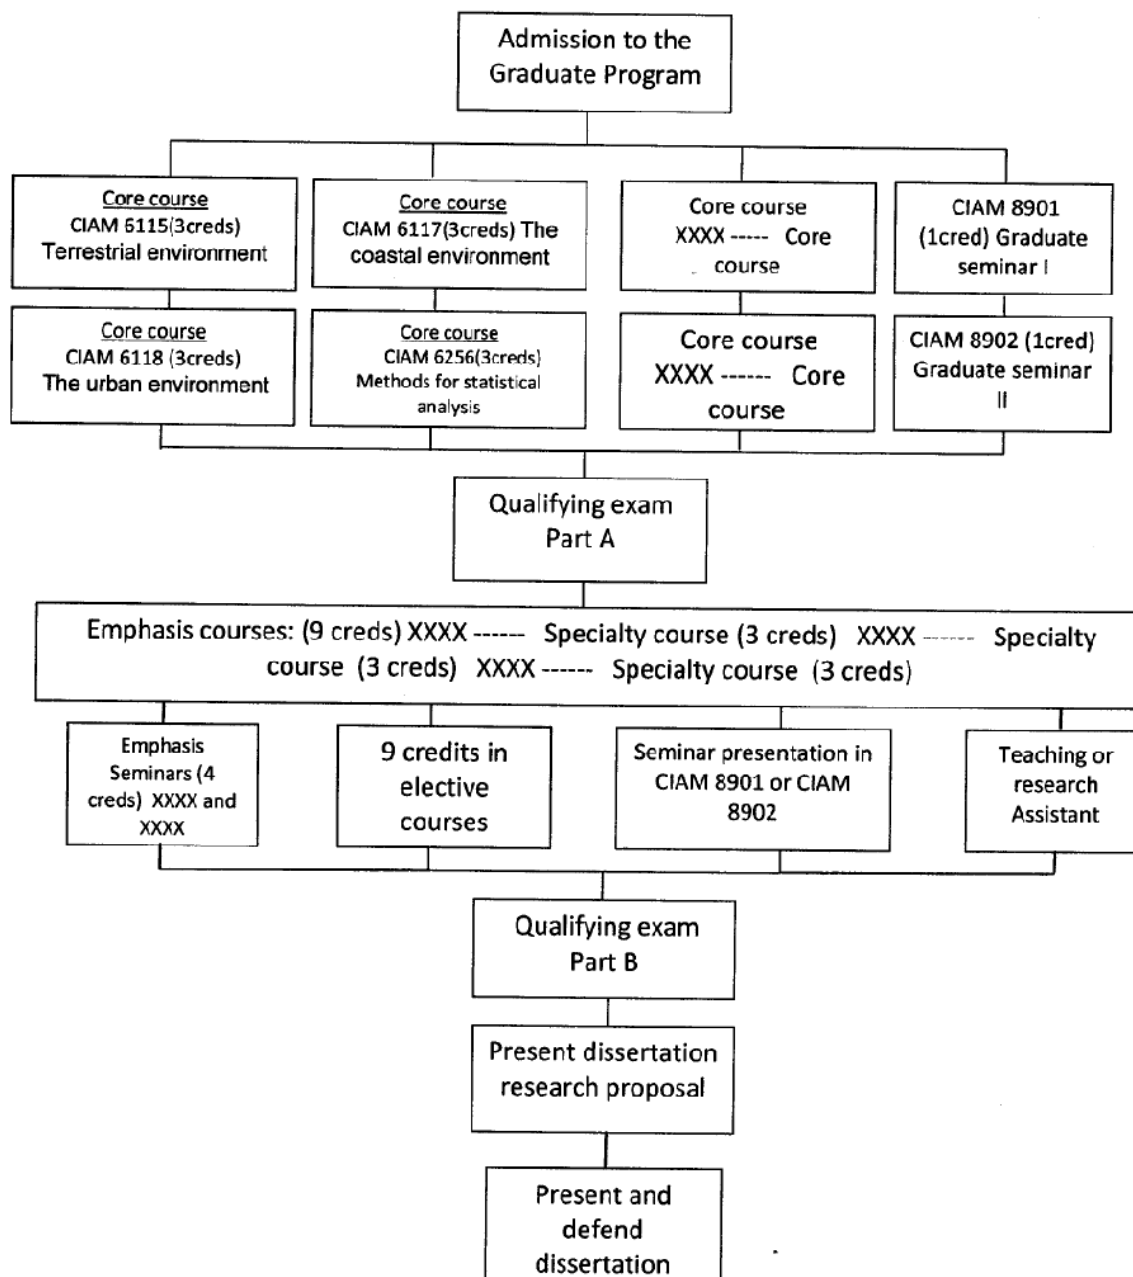 Admission to the
Graduate Program
Core course
CIAM 6115(3creds)
Terrestrial environment
Core course
CIAM 6117(3creds) The
coastal environment
Core course
XXXX ----- Core
course
CIAM 8901
(1cred) Graduate
seminar I
Core course
CIAM 6118 (3creds)
The urban environment
Core course
CIAM 6256(3creds)
Methods for statistical
analysis
Core course
XXXX ------ Core
course
CIAM 8902 (1cred)
Graduate seminar
II
Qualifying exam
Part A
Emphasis courses: (9 creds) XXXX ------ Specialty course (3 creds) XXXX ------ Specialty
course (3 creds) XXXX ------ Specialty course (3 creds)
Emphasis
Seminars (4
creds) XXXX and
XXXX
9 credits in
elective
courses
Seminar presentation in
CIAM 8901 or CIAM
8902
Teaching or
research
Assistant
Qualifying exam
Part B
Present dissertation
research proposal
Present and
defend
dissertation